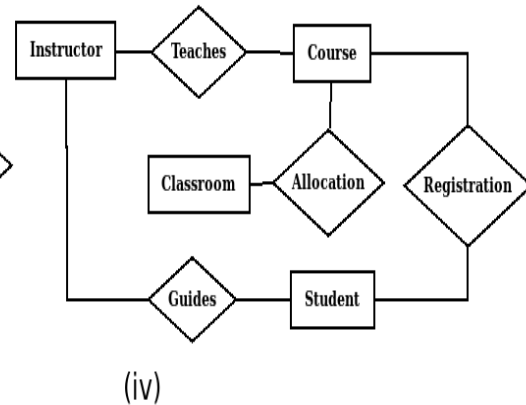 Instructor
Teaches
Course
Classroom
Allocation
Registration
Guides
Student
(iv)